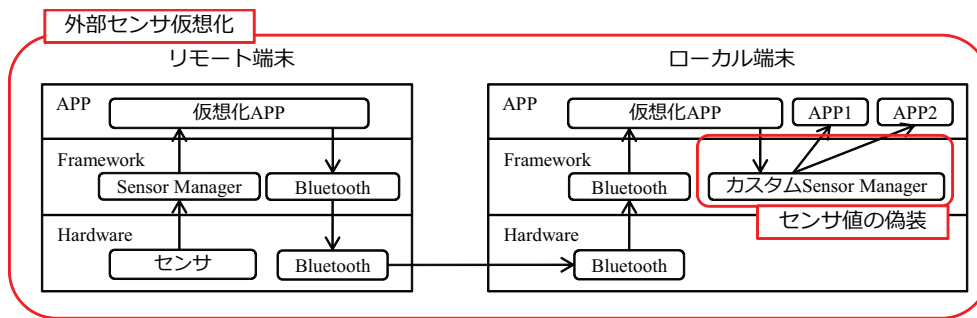 外部センサ仮想化
リモート端末
ローカル端末
APP
仮想化APP
Framework
Sensor Manager
Bluetooth
Hardware
センサ
Bluetooth
APP
仮想化APP
APP1
APP2
Framework
Bluetooth
カスタムSensor Manager
センサ値の偽装
Hardware
Bluetooth